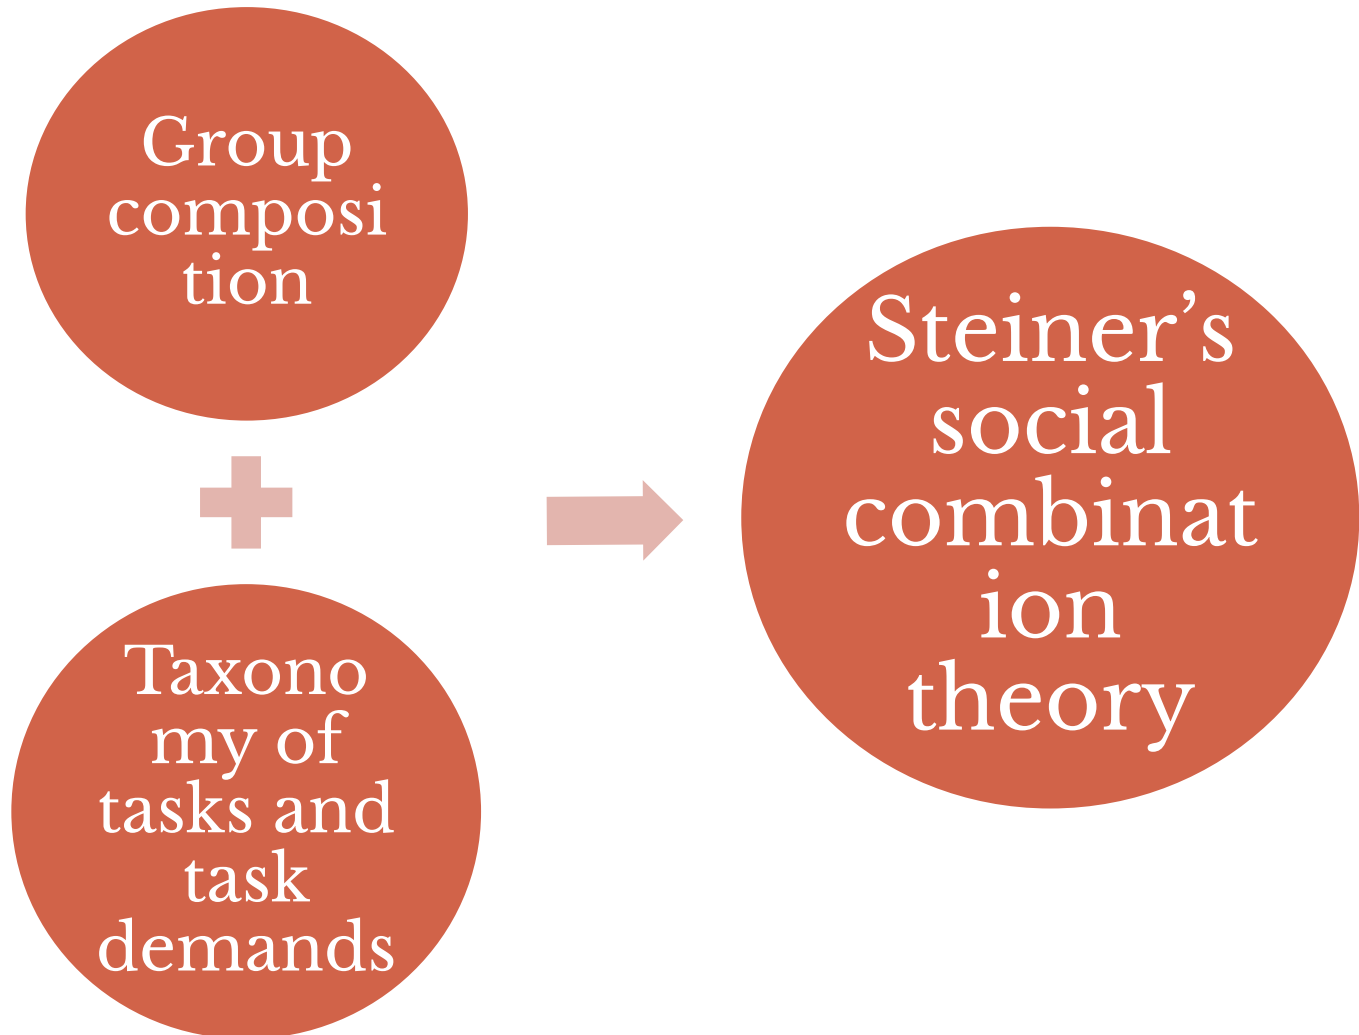 Group
composi
tion
Taxono
my of
tasks and
task
demands
Steiner’s
social
combinat
ion
theory